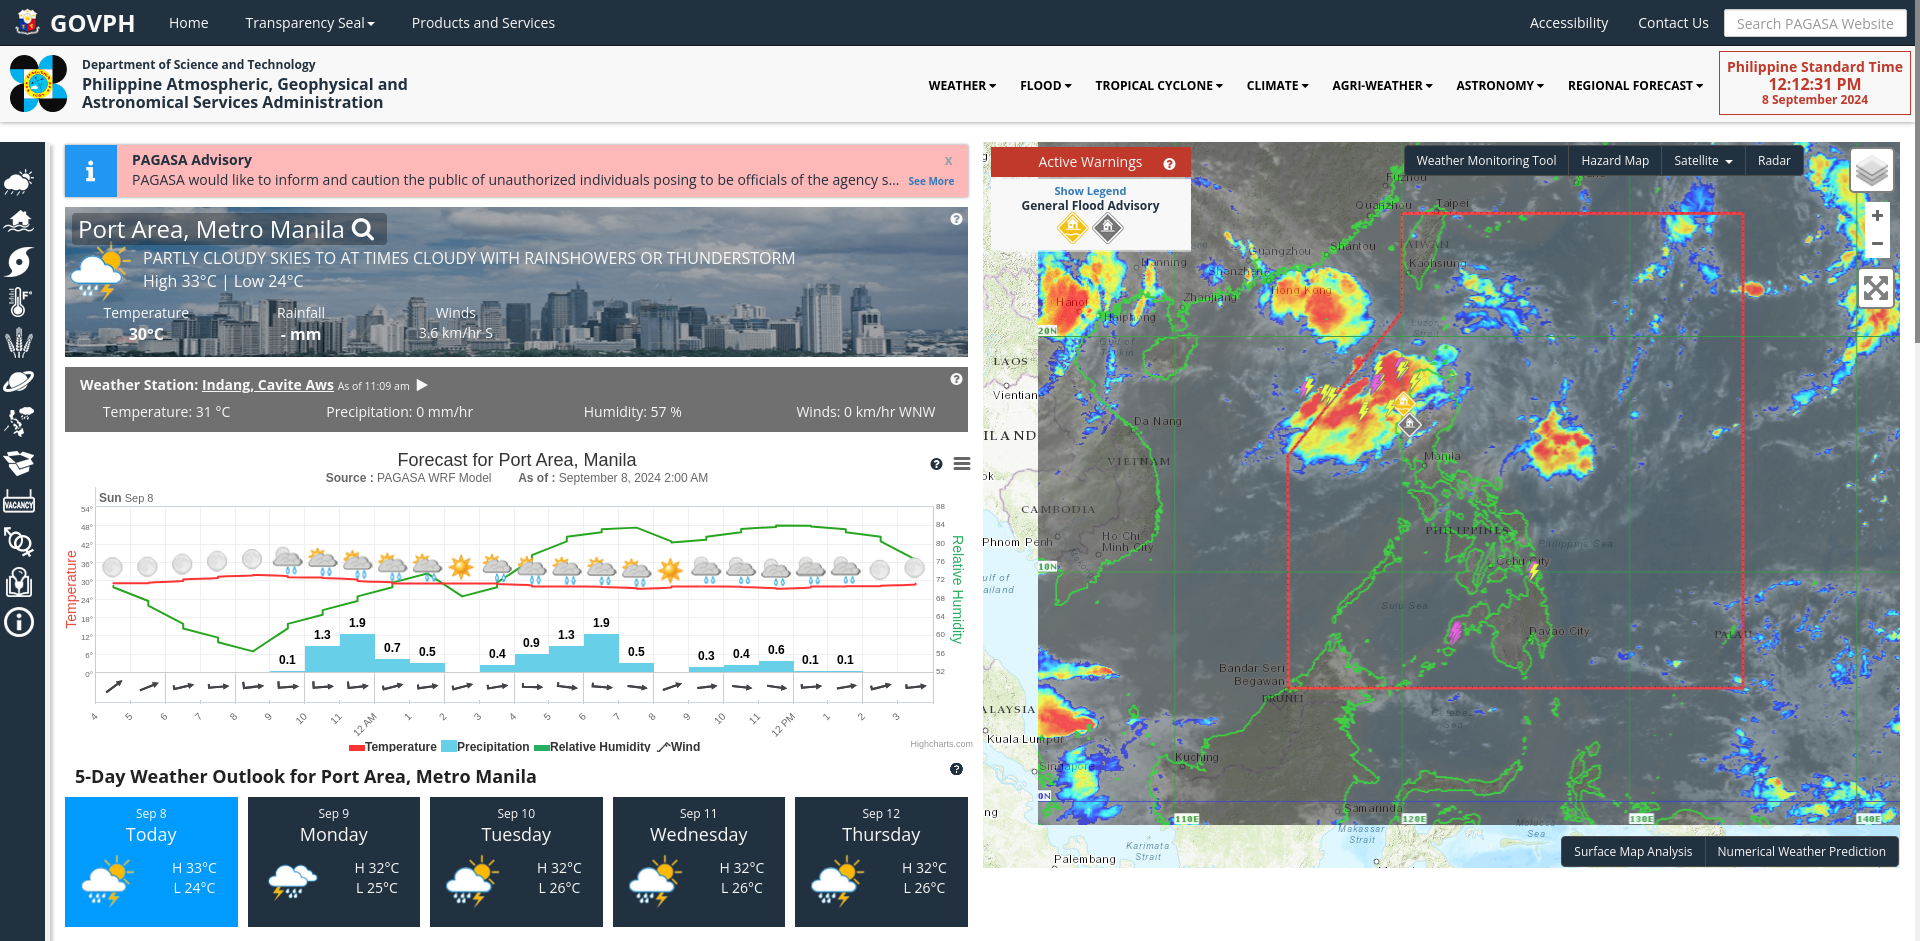 GOVPH
Home
Transparency Seal
Products and Services
Accessibility
Contact Us
Search PAGASA Website
Department of Science and Technology
Philippine Atmospheric, Geophysical and
Astronomical Services Administration
WEATHER
FLOOD
TROPICAL CYCLONE
CLIMATE
AGRI-WEATHER
ASTRONOMY
REGIONAL FORECAST
Philippine Standard Time
12:12:31 PM
8 September 2024
VACANCY
PAGASA Advisory
x
PAGASA would like to inform and caution the public of unauthorized individuals posing to be officials of the agency s... See More
Port Area, Metro Manila
PARTLY CLOUDY SKIES TO AT TIMES CLOUDY WITH RAINSHOWERS OR THUNDERSTORM
High 33°C | Low 24°C
Temperature Rainfall Winds
30°C - mm 3.6 km/hr S
Weather Station: Indang, Cavite Aws As of 11:09 am
Temperature: 31 °C Precipitation: 0 mm/hr Humidity: 57 % Winds: 0 km/hr WNW
Forecast for Port Area, Manila
Source : PAGASA WRF Model As of : September 8, 2024 2:00 AM
Sun Sep 8
Temperature
54°
48°
42°
36°
30°
24°
18°
12°
6°
0°
0.1 1.3 1.9 0.7 0.5 0.4 0.9 1.3 1.9 0.5 0.3 0.4 0.6 0.1 0.1
88
84
80
76
72
68
64
60
56
52
Relative Humidity
4 5 6 7 8 9 10 11 12 AM 1 2 3 4 5 6 7 8 9 10 11 12 PM 1 2 3
Temperature Precipitation Relative Humidity Wind
Highcharts.com
5-Day Weather Outlook for Port Area, Metro Manila
Sep 8
Today
H 33°C
L 24°C
Sep 9
Monday
H 32°C
L 25°C
Sep 10
Tuesday
H 32°C
L 26°C
Sep 11
Wednesday
H 32°C
L 26°C
Sep 12
Thursday
H 32°C
L 26°C
Active Warnings
Show Legend
General Flood Advisory
Weather Monitoring Tool
Hazard Map
Satellite
Radar
+
−
Fuzhou
Quanzhou
Taipei
Guangzhou
Shantou
TAIWAN
Nanning
Shenzhen
Kaohsiung
Hanoi
Zhanjiang
Hong Kong
Haiphong
20N
Luzon
Strait
Gulf of
Tonkin
LAOS
Vientian
Da Nang
ILAND
VIETNAM
Manila
ok
CAMBODIA
PHILIPPINES
Phnom Penh
Ho Chi
Minh City
Philippine Sea
10N
Cebu City
ulf of
ailand
Sulu Sea
Davao City
PALAU
Bandar Seri
Begawan
BRUNEI
ALAYSIA
Celebes
Sea
Kuala Lumpur
Kuching
Singapore
0N
Samarinda
110E
120E
130E
140E
ng
Makassar
Strait
Molucca
Sea
Karimata
Strait
Palembang
Surface Map Analysis
Numerical Weather Prediction